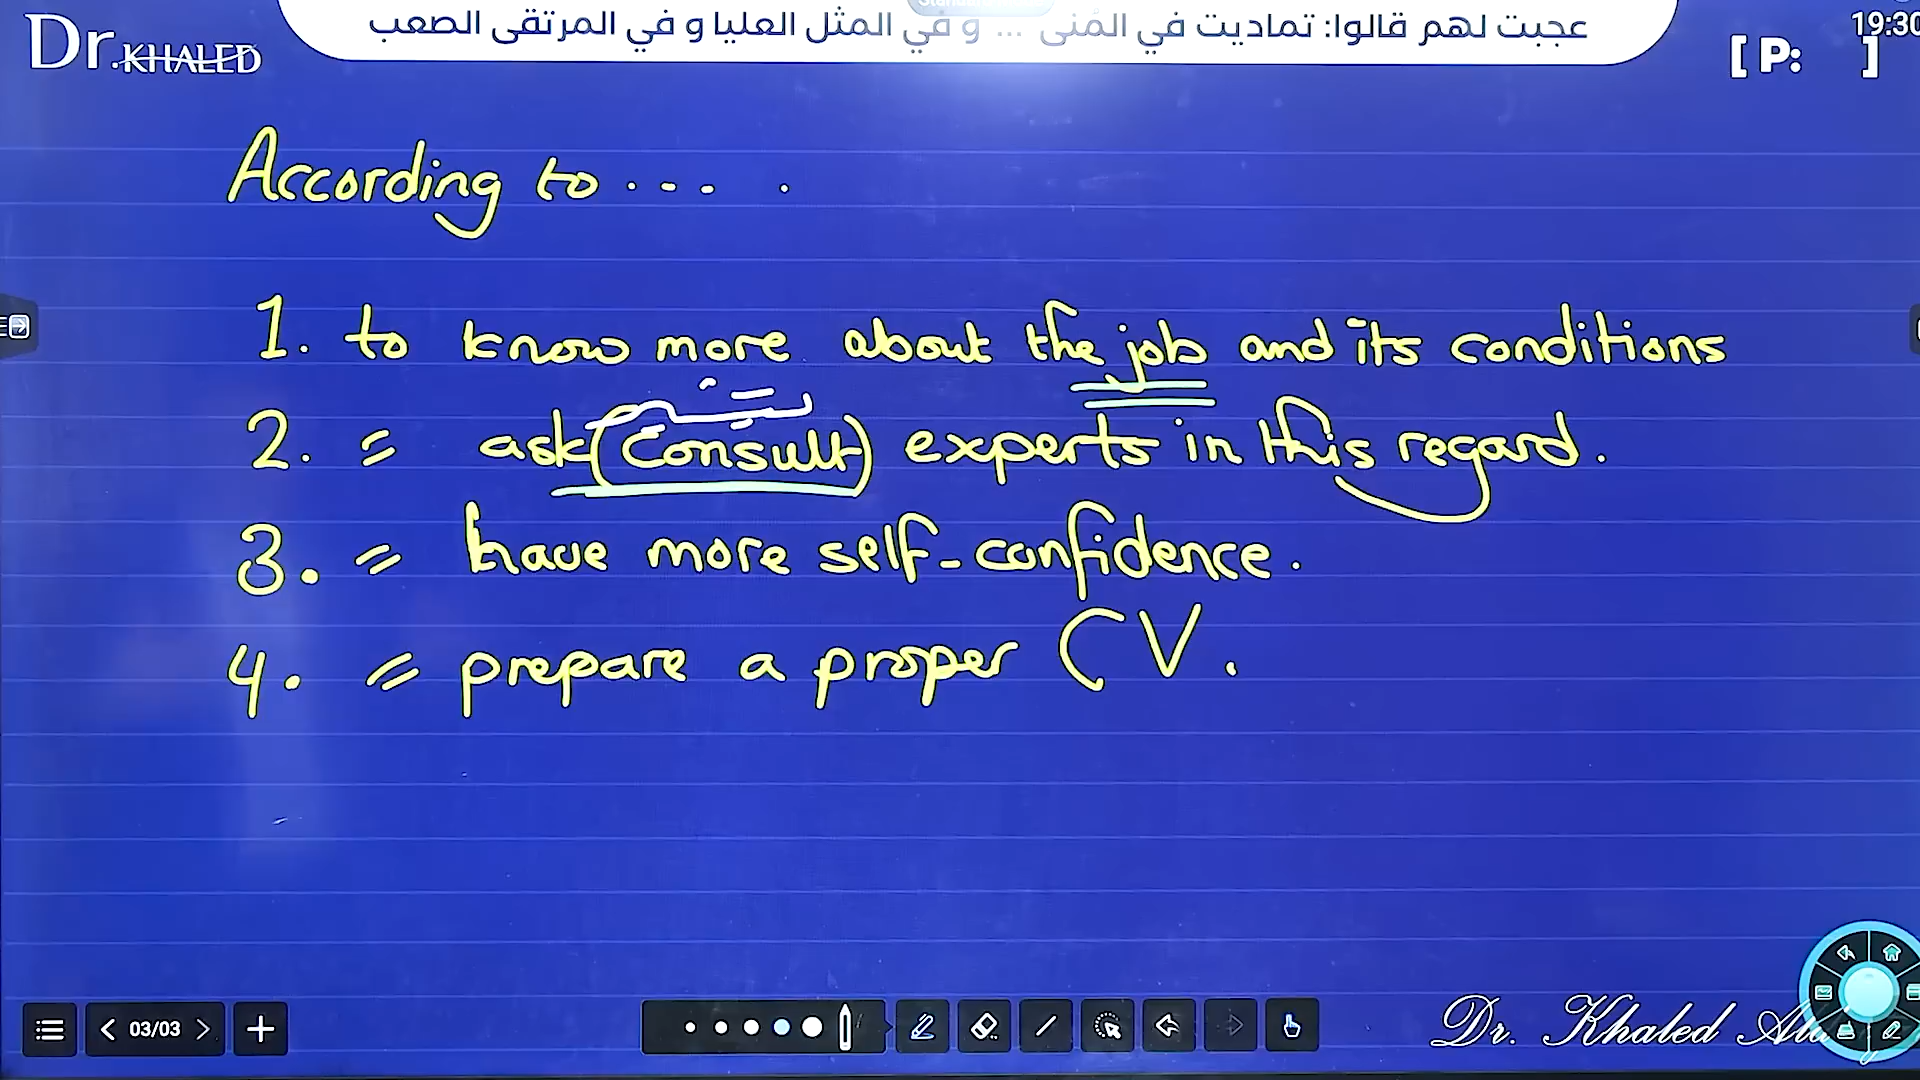 عجبت لهم قالوا: تماديت في المُنى ... و في المثل العليا و في المرتقى الصعب
19:30
Dr.KHALED
[ P: ]
According to . . . .
1. to know more about the job and its conditions
2. = ask (consult) experts in this regard.
3. = have more self-confidence.
4. = prepare a proper CV.
03/03
Dr. Khaled